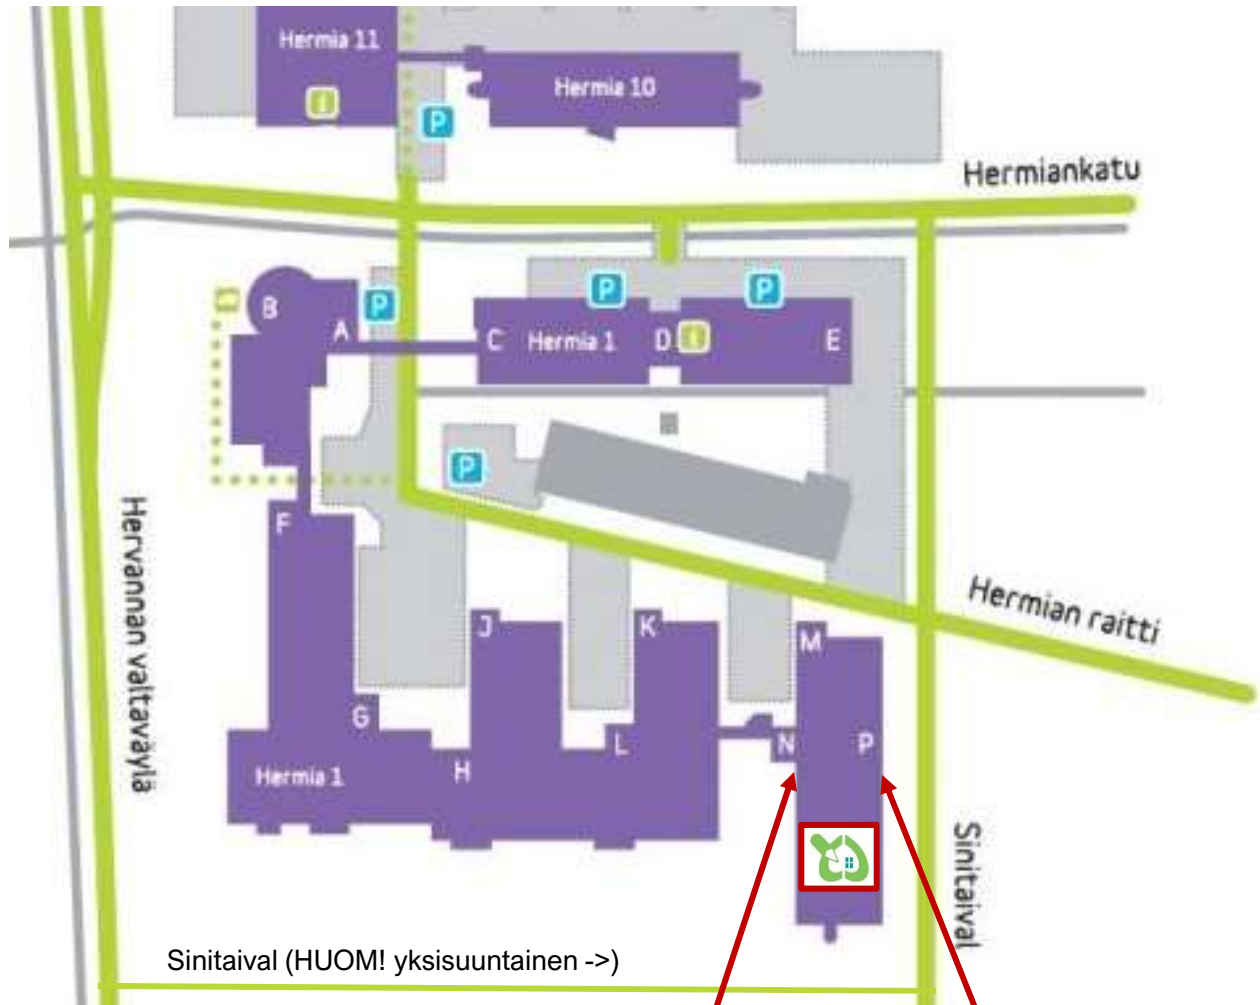 Hermia 11
Hermia 10
P
Hermiankatu
B
A
P
C
Hermia 1
P
D
P
E
P
F
Hervannan valtaväylä
Hermian raitti
J
K
M
G
L
N
P
Hermia 1
H
Sinitaival
Sinitaival (HUOM! yksisuuntainen ->)